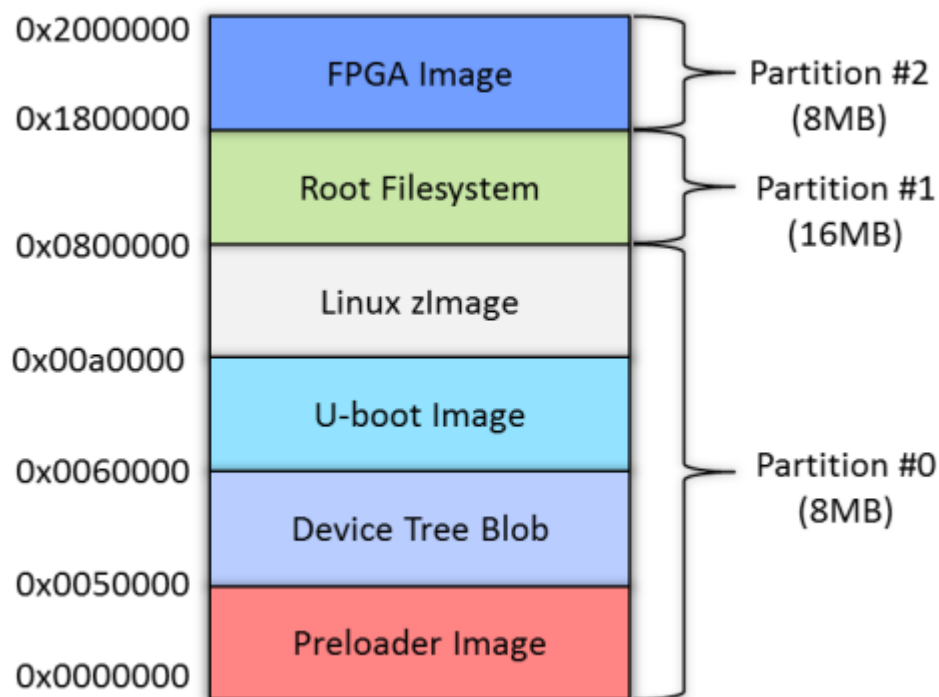 0x2000000
FPGA Image
Partition #2
(8MB)
0x1800000
Root Filesystem
Partition #1
(16MB)
0x0800000
Linux zImage
0x00a0000
U-boot Image
0x0060000
Partition #0
(8MB)
Device Tree Blob
0x0050000
Preloader Image
0x0000000